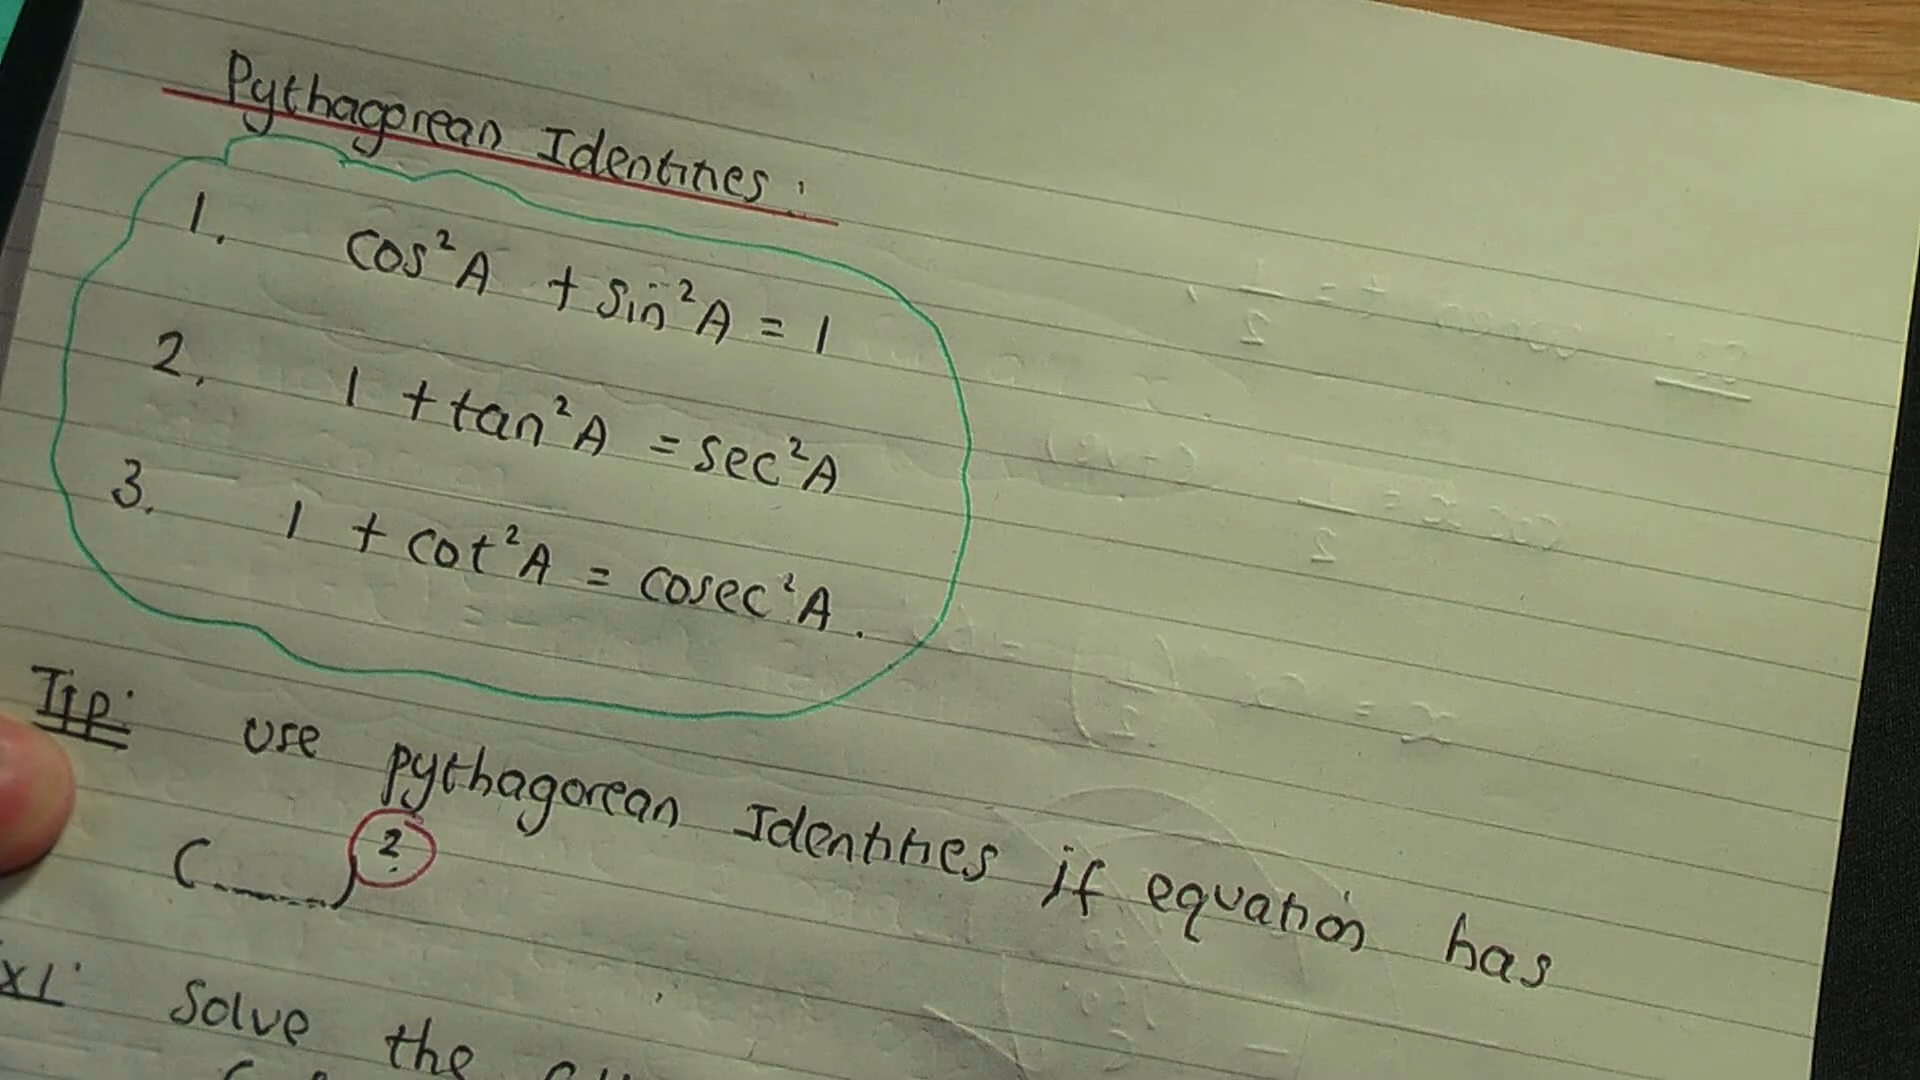 Pythagorean Identities:
1. cos²A + sin²A = 1
2. 1 + tan²A = sec²A
3. 1 + cot²A = cosec²A.
Tip: use pythagorean Identities if equation has
(......)²
x1: Solve the